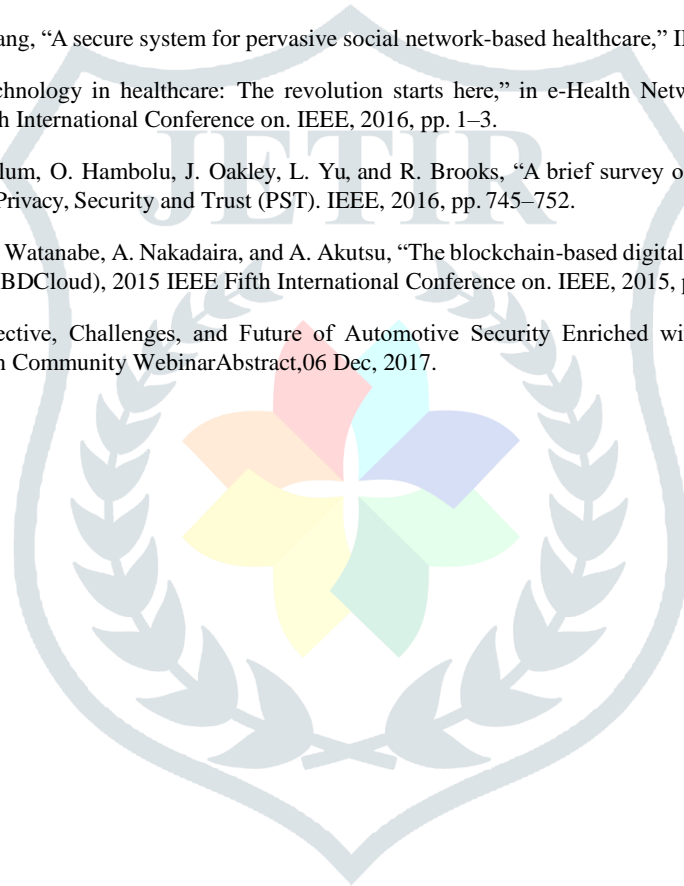 ang, “A secure system for pervasive social network-based healthcare,” II
chnology in healthcare: The revolution starts here,” in e-Health Netw
h International Conference on. IEEE, 2016, pp. 1–3.
JETIR
lum, O. Hambolu, J. Oakley, L. Yu, and R. Brooks, “A brief survey o
Privacy, Security and Trust (PST). IEEE, 2016, pp. 745–752.
Watanabe, A. Nakadaira, and A. Akutsu, “The blockchain-based digital
(BDCloud), 2015 IEEE Fifth International Conference on. IEEE, 2015, p
ective, Challenges, and Future of Automotive Security Enriched wi
n Community WebinarAbstract,06 Dec, 2017.